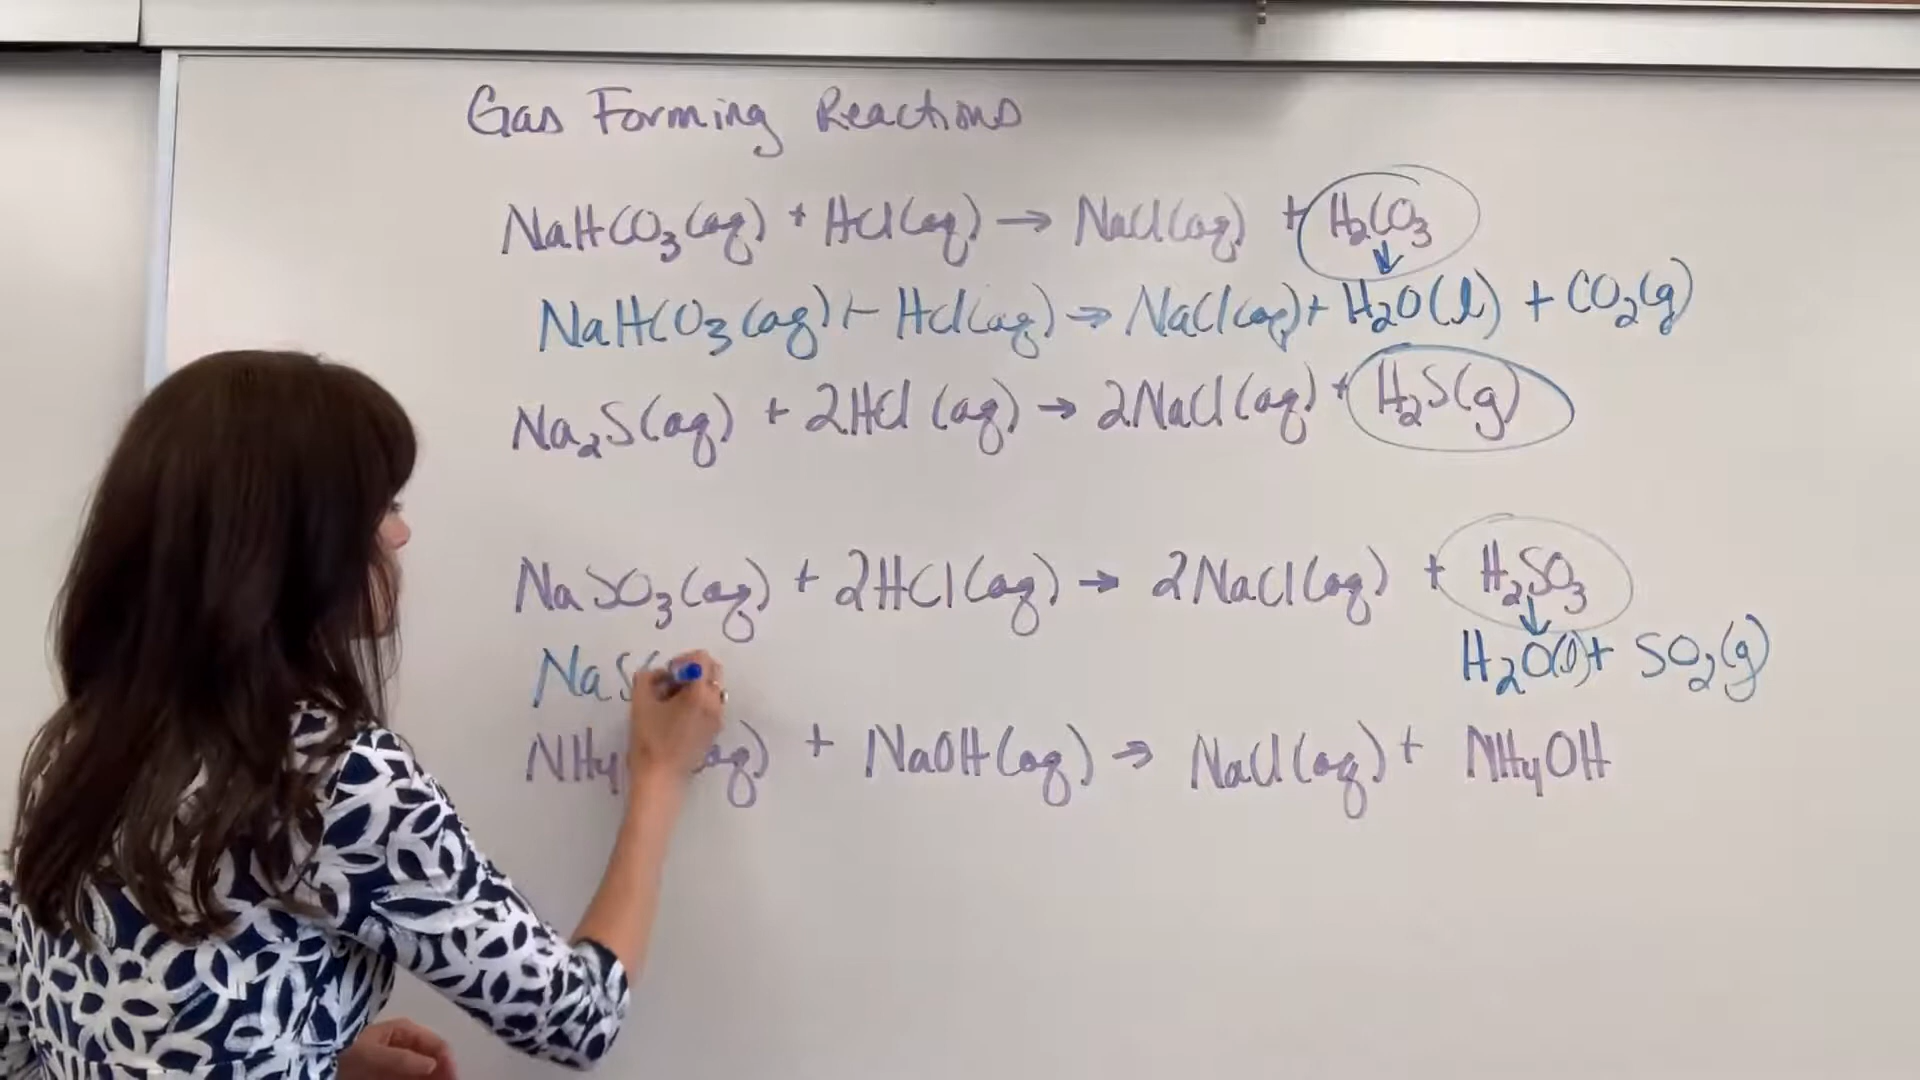 Gas Forming Reactions
NaHCO₃(aq) + HCl(aq) → NaCl(aq) + H₂CO₃
↓
NaHCO₃(aq) + HCl(aq) → NaCl(aq) + H₂O(l) + CO₂(g)
Na₂S(aq) + 2HCl(aq) → 2NaCl(aq) + H₂S(g)
NaSO₃(aq) + 2HCl(aq) → 2NaCl(aq) + H₂SO₃
↓
NaS H₂O(l) + SO₂(g)
NH₄ (aq) + NaOH(aq) → NaCl(aq) + NH₄OH